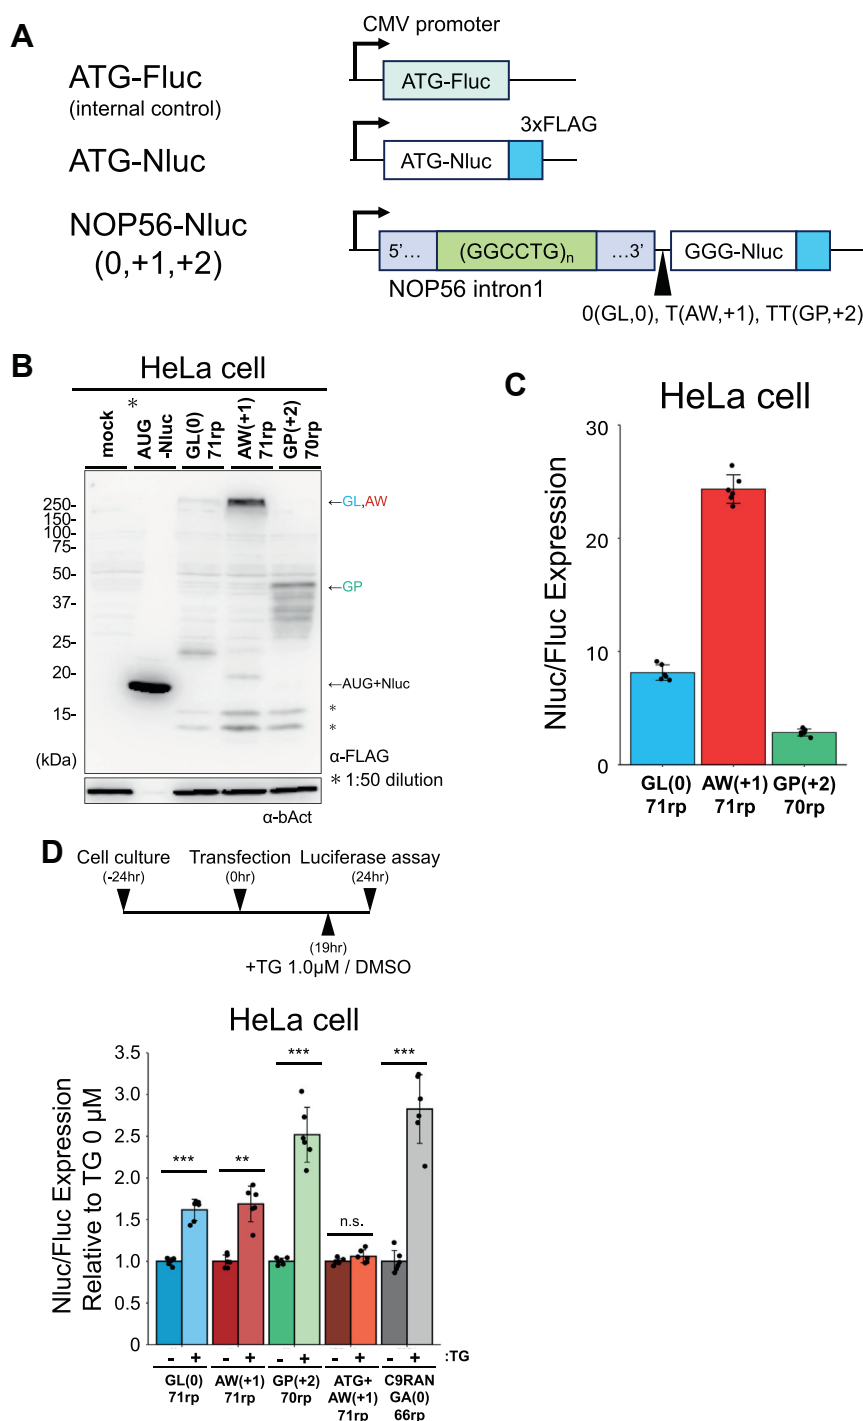 A
CMV promoter
ATG-Fluc
(internal control)
ATG-Fluc
3xFLAG
ATG-Nluc
ATG-Nluc
NOP56-Nluc
(0,+1,+2)
5’...
(GGCCTG)n
...3’
GGG-Nluc
NOP56 intron1
0(GL,0), T(AW,+1), TT(GP,+2)
B
HeLa cell
mock
*
AUG
-Nluc
GL(0)
71rp
AW(+1)
71rp
GP(+2)
70rp
250-
150-
100-
75-
50-
37-
25-
20-
15-
(kDa)
←GL,AW
←GP
←AUG+Nluc
*
*
α-FLAG
* 1:50 dilution
α-bAct
C
HeLa cell
Nluc/Fluc Expression
30
20
10
0
GL(0)
71rp
AW(+1)
71rp
GP(+2)
70rp
D
Cell culture
(-24hr)
Transfection
(0hr)
Luciferase assay
(24hr)
(19hr)
+TG 1.0μM / DMSO
HeLa cell
Nluc/Fluc Expression
Relative to TG 0 μM
3.5
3.0
2.5
2.0
1.5
1.0
0.5
0
***
**
***
n.s.
***
- + - + - + - + - + :TG
GL(0)
71rp
AW(+1)
71rp
GP(+2)
70rp
ATG+
AW(+1)
71rp
C9RAN
GA(0)
66rp